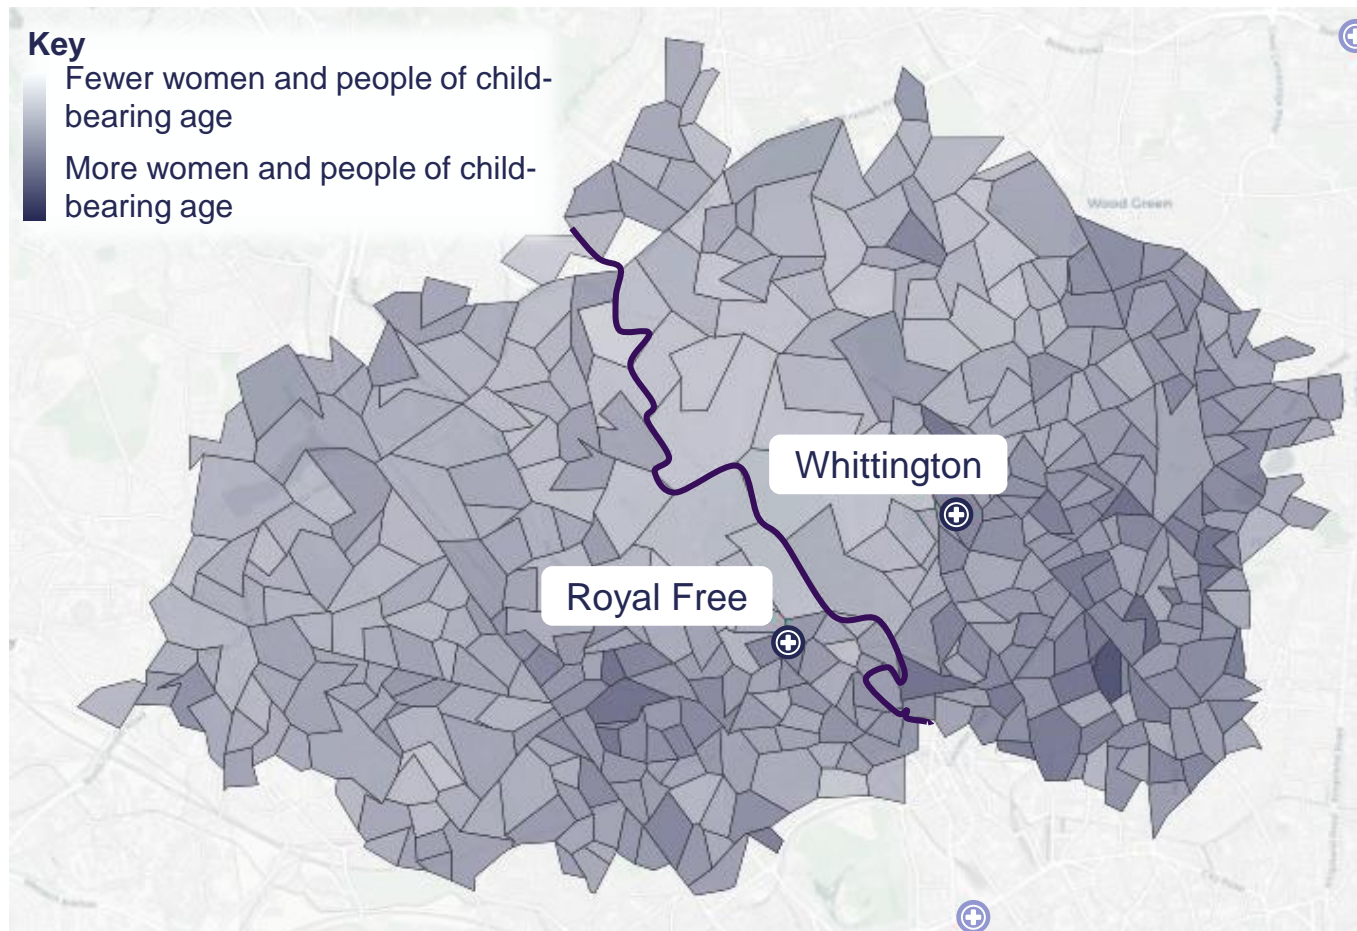 Key
Fewer women and people of child-
bearing age
More women and people of child-
bearing age
Wood Green
Whittington
Royal Free